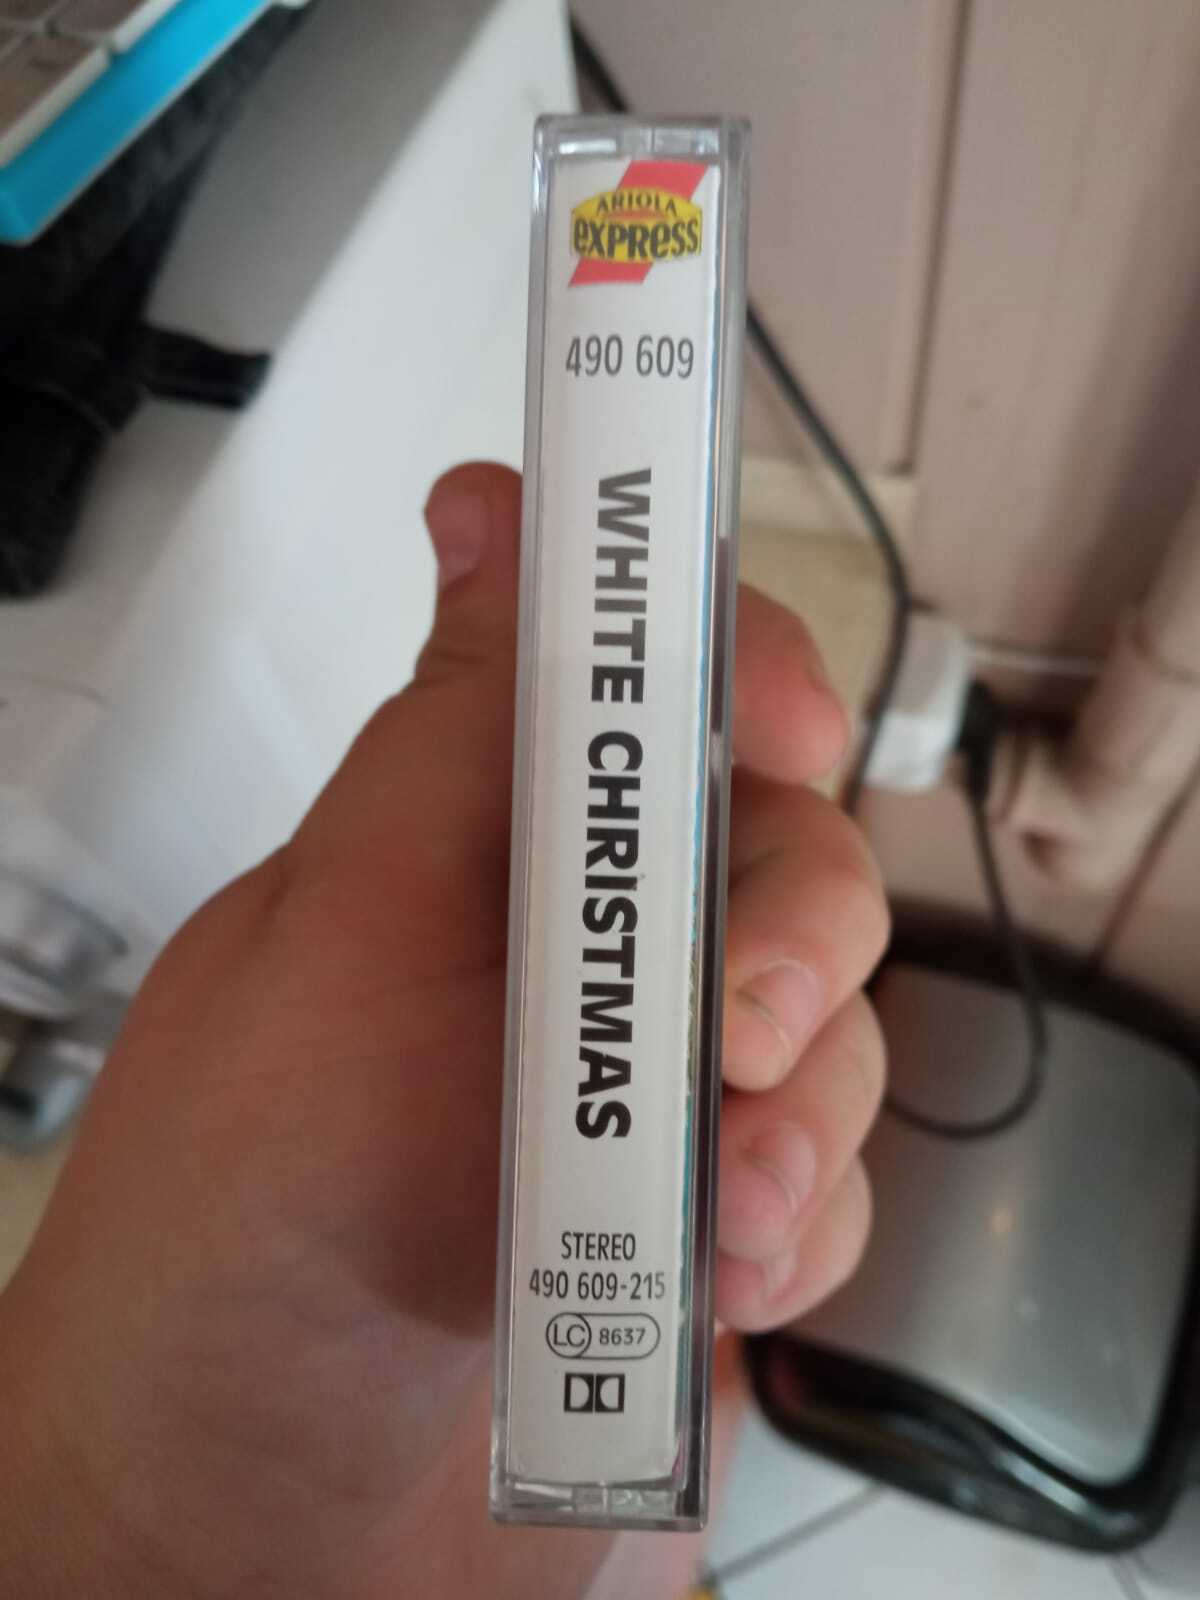 ARIOLA
EXPRESS
490 609
WHITE CHRISTMAS
STEREO
490 609-215
LC 8637